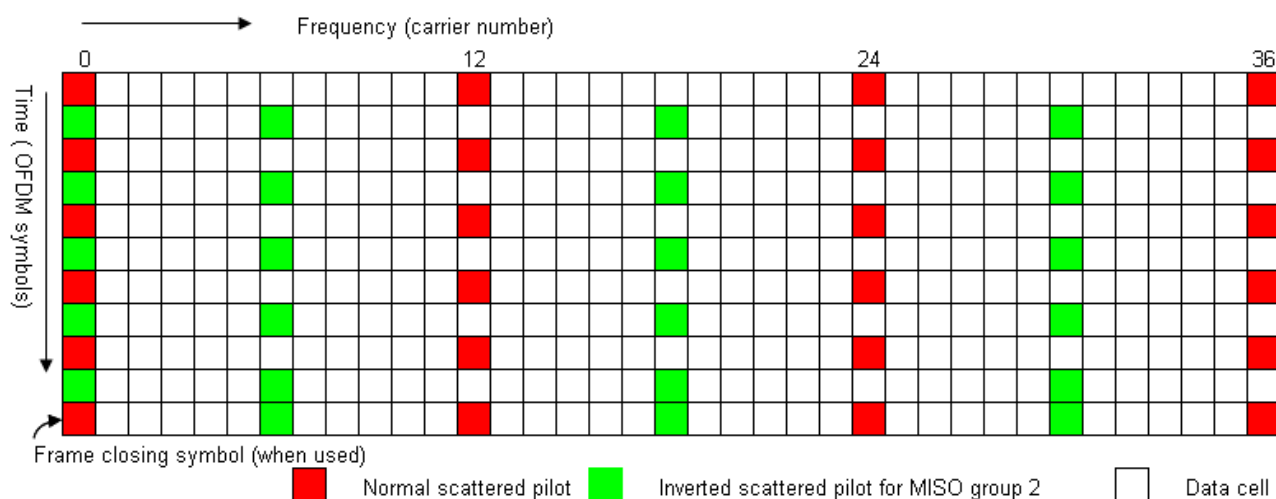 Frequency (carrier number)
0 12 24 36
Time ( OFDM symbols)
Frame closing symbol (when used)
Normal scattered pilot Inverted scattered pilot for MISO group 2 Data cell